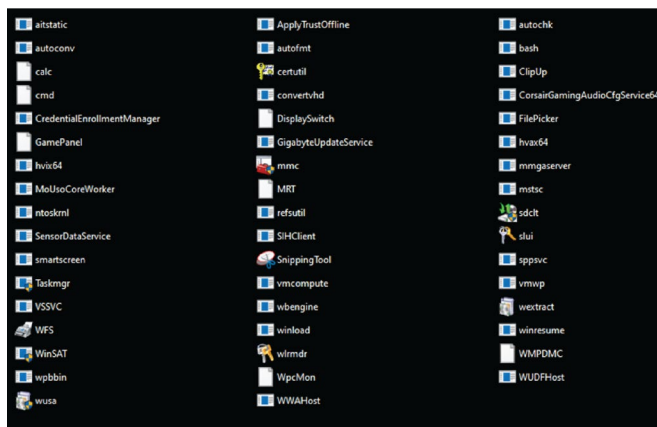 aitstatic
ApplyTrustOffline
autochk
autoconv
autofmt
bash
calc
certutil
ClipUp
cmd
convertvhd
CorsairGamingAudioCfgService64
CredentialEnrollmentManager
DisplaySwitch
FilePicker
GamePanel
GigabyteUpdateService
hvax64
hvix64
mmc
mmgaserver
MoUsoCoreWorker
MRT
mstsc
ntoskrnl
refsutil
sdclt
SensorDataService
SIHClient
slui
smartscreen
SnippingTool
sppsvc
Taskmgr
vmcompute
vmwp
VSSVC
wbengine
wextract
WFS
winload
winresume
WinSAT
wlrmdr
WMPDMC
wpbbin
WpcMon
WUDFHost
wusa
WWAHost